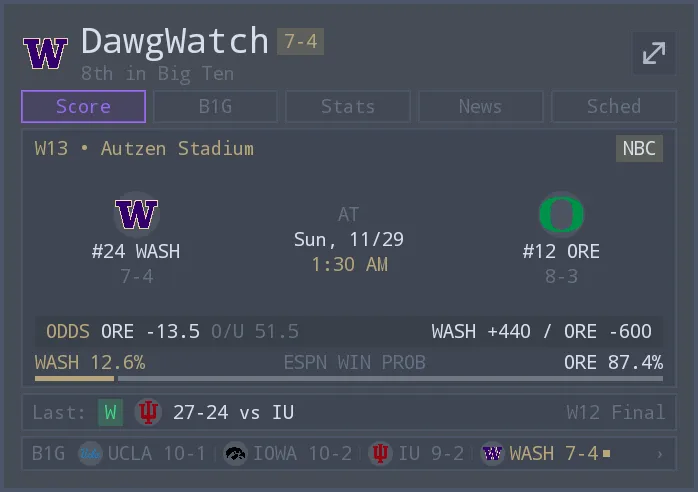 DawgWatch 7-4
8th in Big Ten
Score B1G Stats News Sched
W13 • Autzen Stadium NBC
W AT O
Sun, 11/29
#24 WASH #12 ORE
1:30 AM
7-4 8-3
ODDS ORE -13.5 O/U 51.5 WASH +440 / ORE -600
WASH 12.6% ESPN WIN PROB ORE 87.4%
Last: W 27-24 vs IU W12 Final
B1G UCLA 10-1 IOWA 10-2 IU 9-2 WASH 7-4 ›